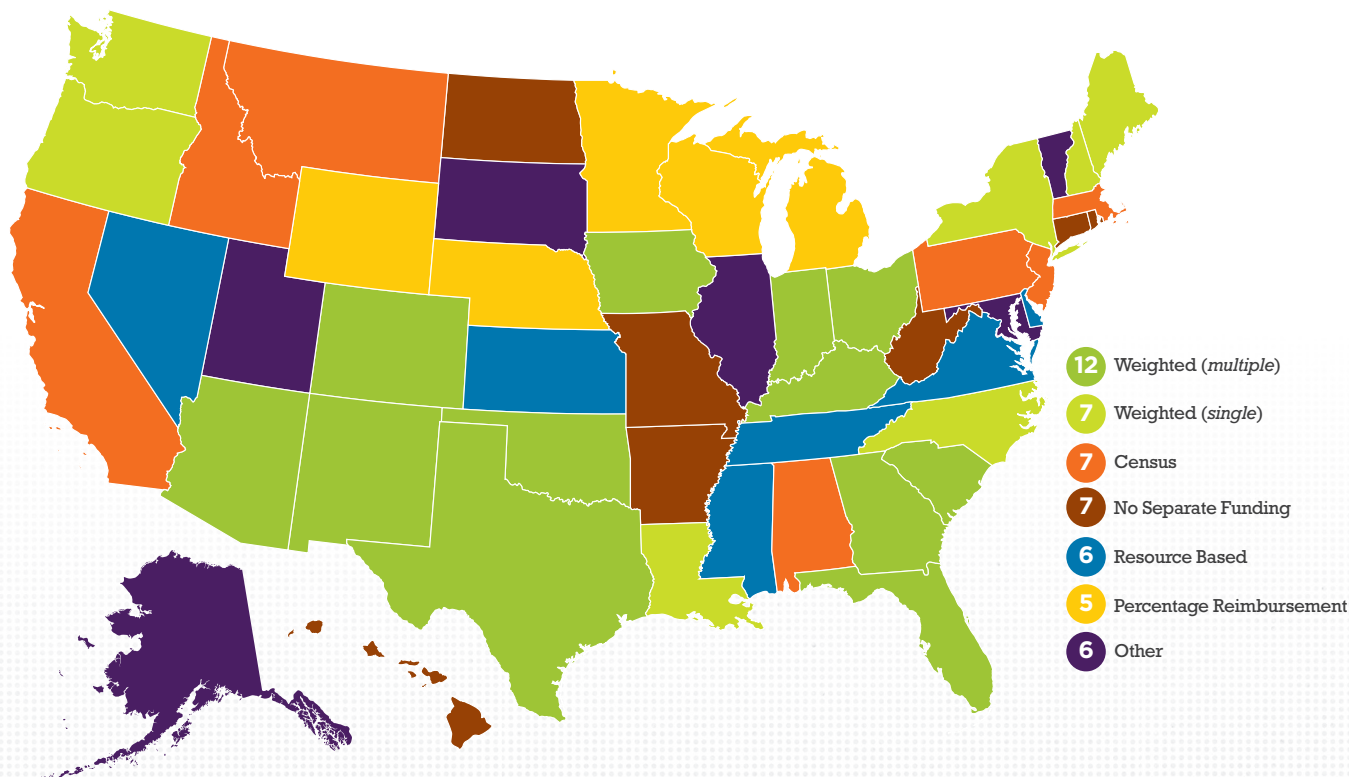 12 Weighted (multiple)
7 Weighted (single)
7 Census
7 No Separate Funding
6 Resource Based
5 Percentage Reimbursement
6 Other